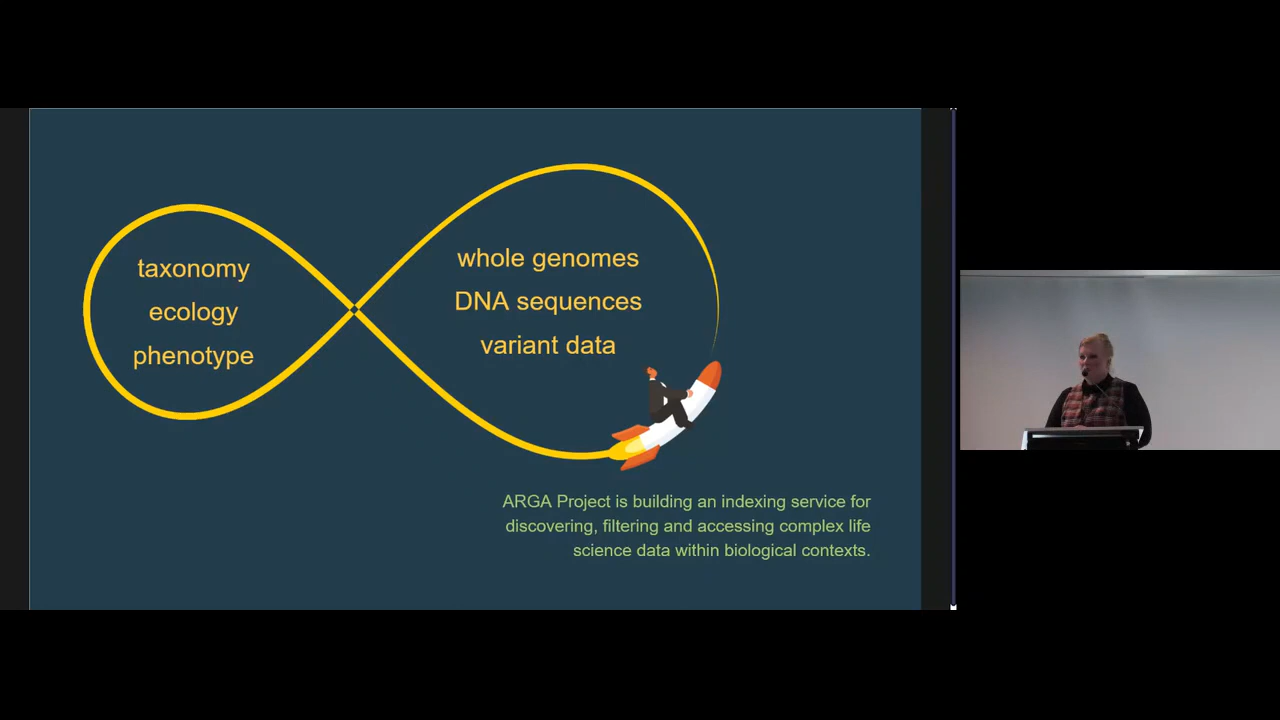 taxonomy
ecology
phenotype
whole genomes
DNA sequences
variant data
ARGA Project is building an indexing service for
discovering, filtering and accessing complex life
science data within biological contexts.